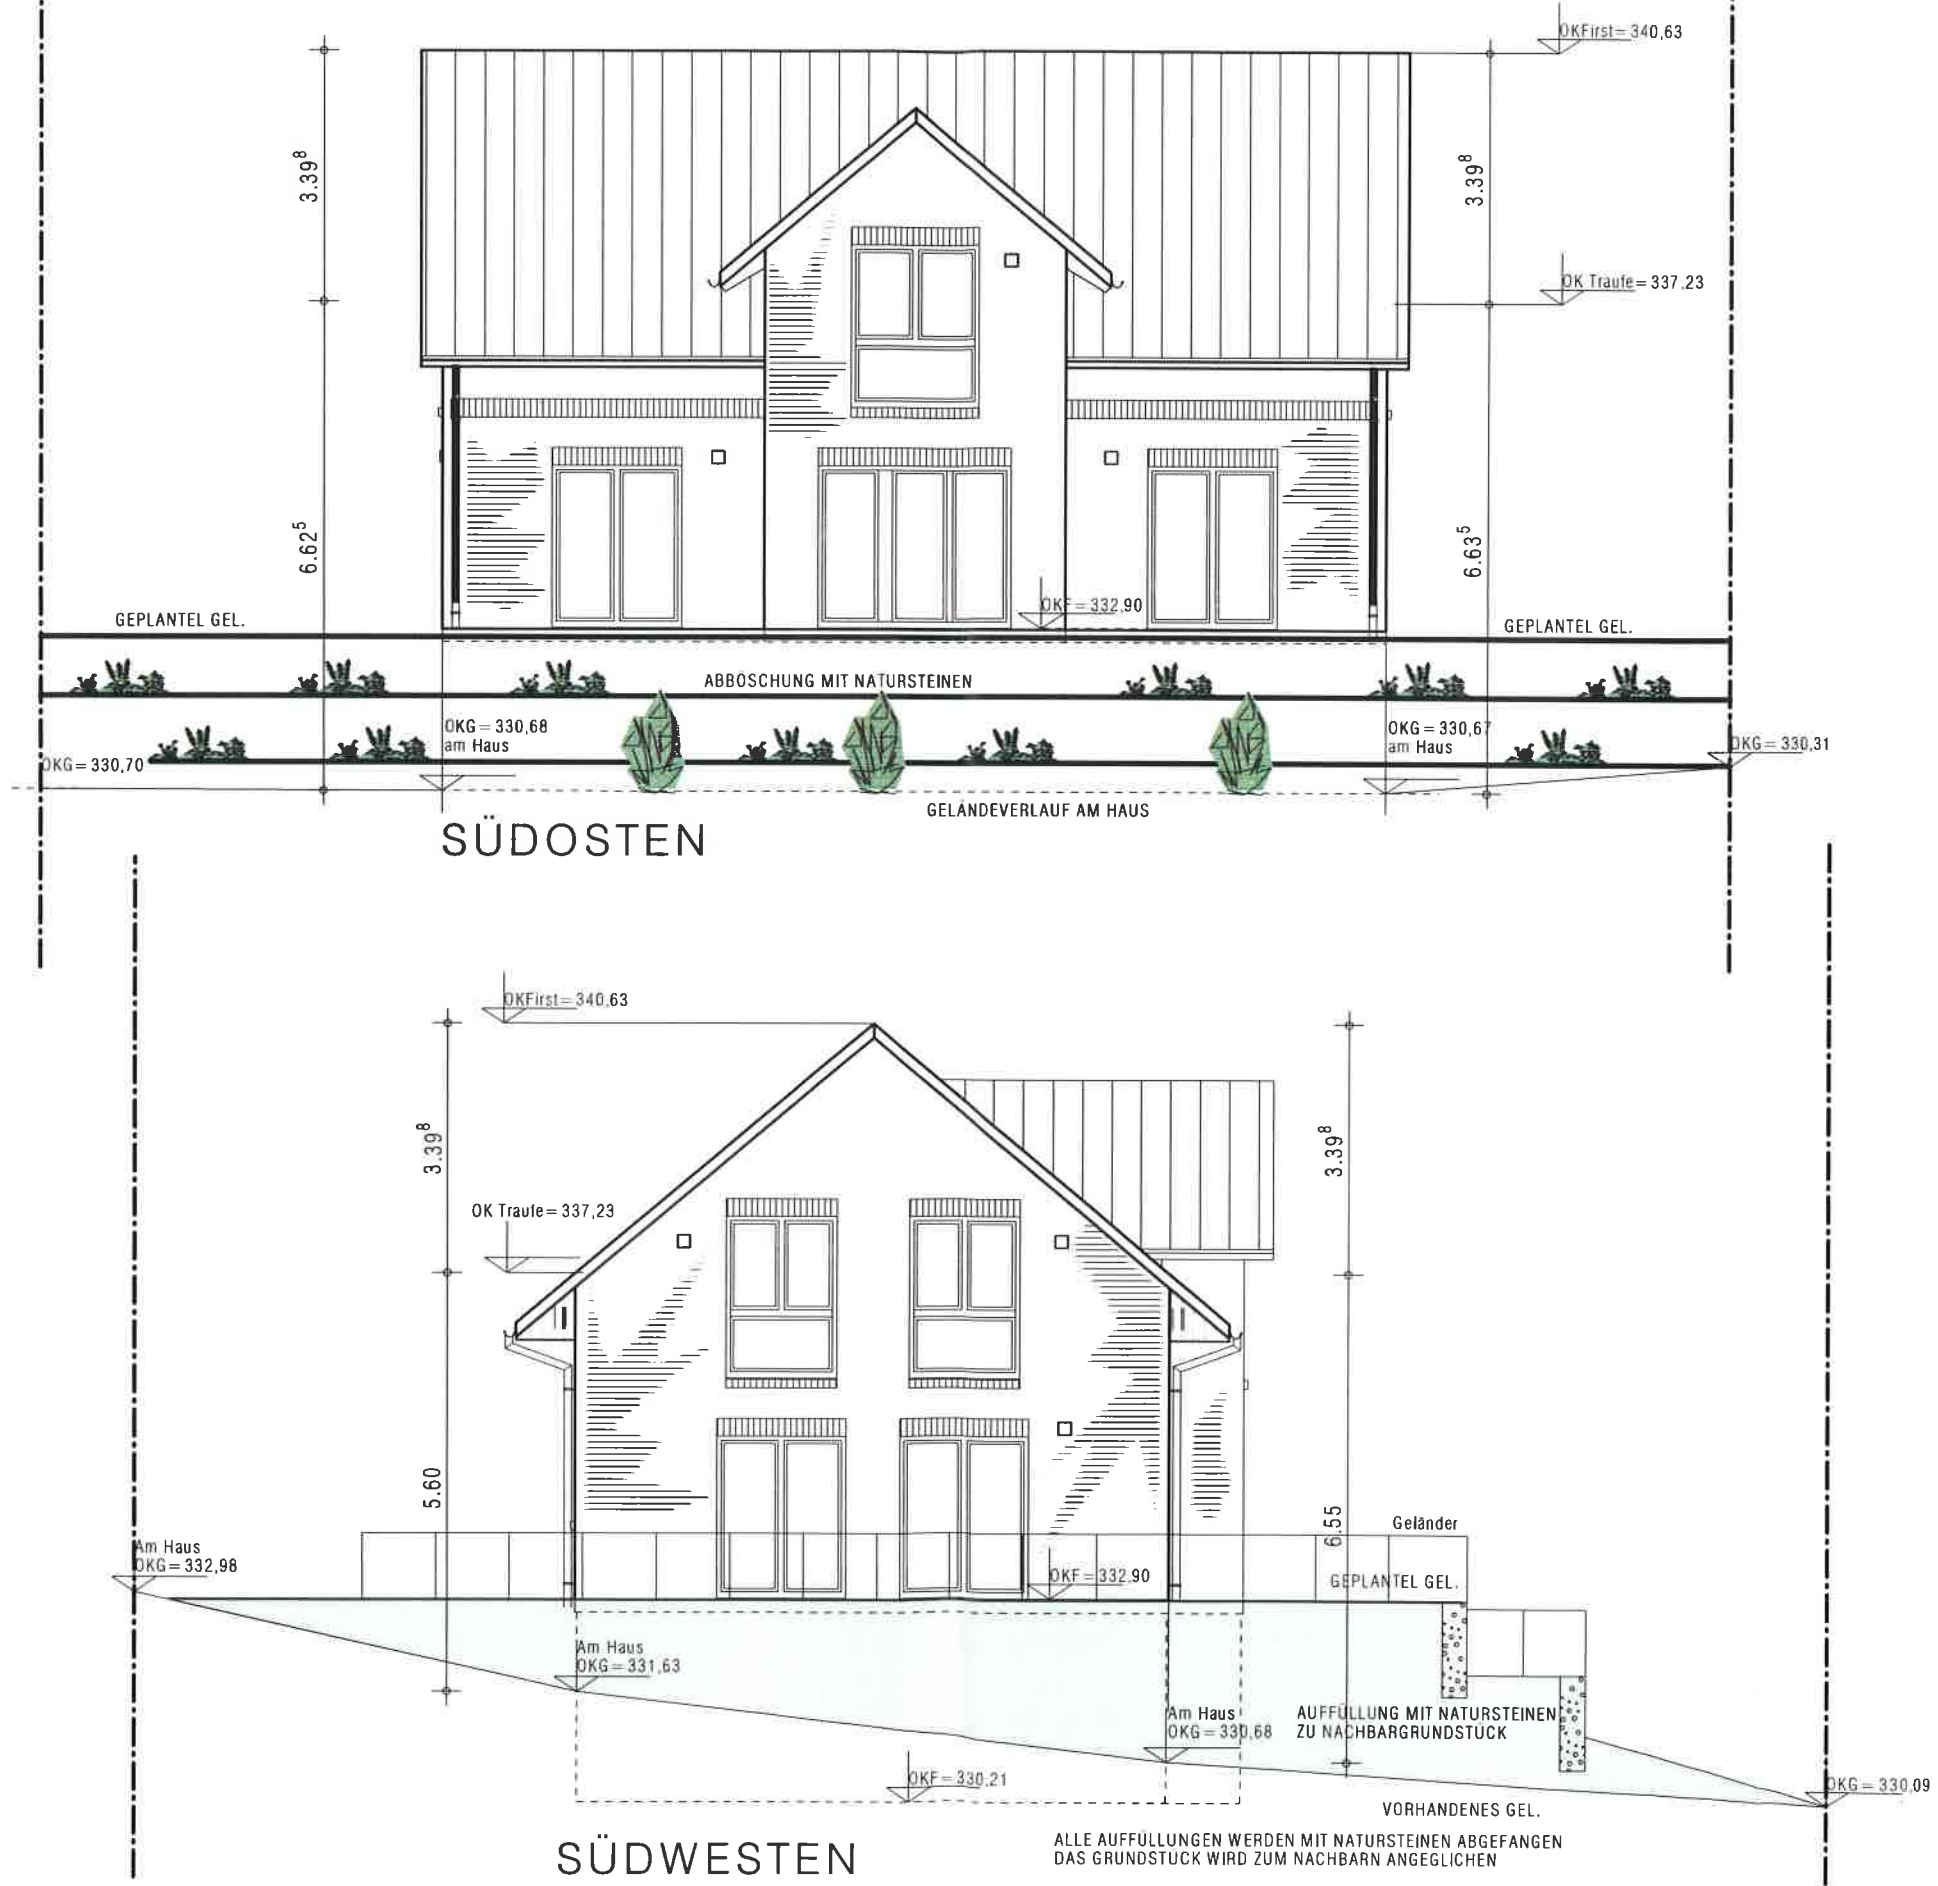 OKFirst=340,63
3.39⁸
3.39⁸
OK Traufe=337,23
6.62⁵
6.63⁵
OKF=332,90
GEPLANTEL GEL.
GEPLANTEL GEL.
ABBÖSCHUNG MIT NATURSTEINEN
OKG=330,68
am Haus
OKG=330,67
am Haus
OKG=330,70
OKG=330,31
GELÄNDEVERLAUF AM HAUS
SÜDOSTEN
OKFirst=340,63
3.39⁸
3.39⁸
OK Traufe=337,23
5.60
6.55
Geländer
Am Haus
OKG=332,98
OKF=332,90
GEPLANTEL GEL.
Am Haus
OKG=331,63
Am Haus
OKG=330,68
AUFFÜLLUNG MIT NATURSTEINEN
ZU NACHBARGRUNDSTÜCK
OKF=330,21
OKG=330,09
VORHANDENES GEL.
SÜDWESTEN
ALLE AUFFÜLLUNGEN WERDEN MIT NATURSTEINEN ABGEFANGEN
DAS GRUNDSTÜCK WIRD ZUM NACHBARN ANGEGLICHEN